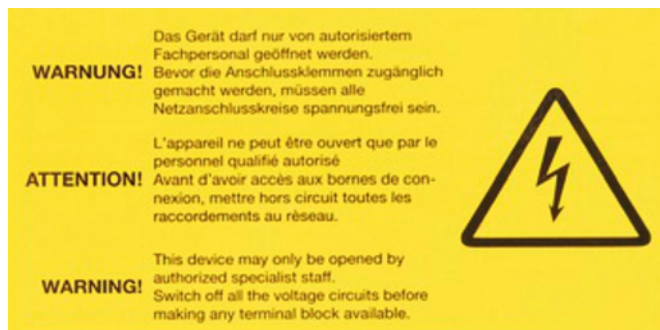 WARNUNG!
Das Gerät darf nur von autorisiertem
Fachpersonal geöffnet werden.
Bevor die Anschlussklemmen zugänglich
gemacht werden, müssen alle
Netzanschlusskreise spannungsfrei sein.
ATTENTION!
L'appareil ne peut être ouvert que par le
personnel qualifié autorisé
Avant d'avoir accès aux bornes de con-
nexion, mettre hors circuit toutes les
raccordements au rèseau.
WARNING!
This device may only be opened by
authorized specialist staff.
Switch off all the voltage circuits before
making any terminal block available.